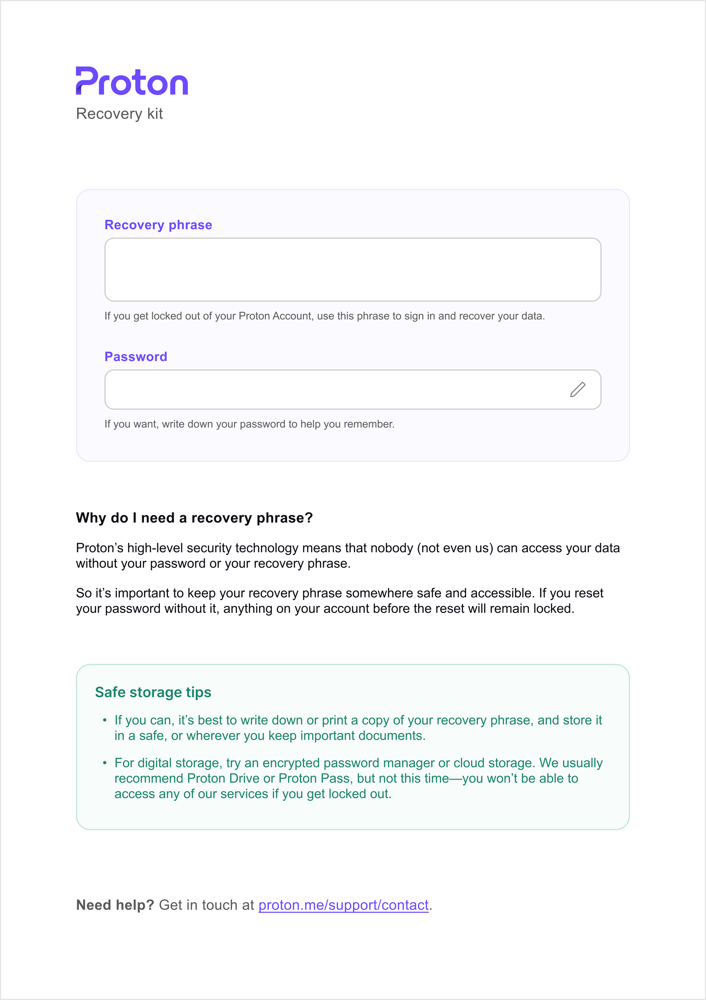 Proton
Recovery kit
Recovery phrase
If you get locked out of your Proton Account, use this phrase to sign in and recover your data.
Password
If you want, write down your password to help you remember.
Why do I need a recovery phrase?
Proton’s high-level security technology means that nobody (not even us) can access your data
without your password or your recovery phrase.
So it’s important to keep your recovery phrase somewhere safe and accessible. If you reset
your password without it, anything on your account before the reset will remain locked.
Safe storage tips
• If you can, it’s best to write down or print a copy of your recovery phrase, and store it
in a safe, or wherever you keep important documents.
• For digital storage, try an encrypted password manager or cloud storage. We usually
recommend Proton Drive or Proton Pass, but not this time—you won’t be able to
access any of our services if you get locked out.
Need help? Get in touch at proton.me/support/contact.